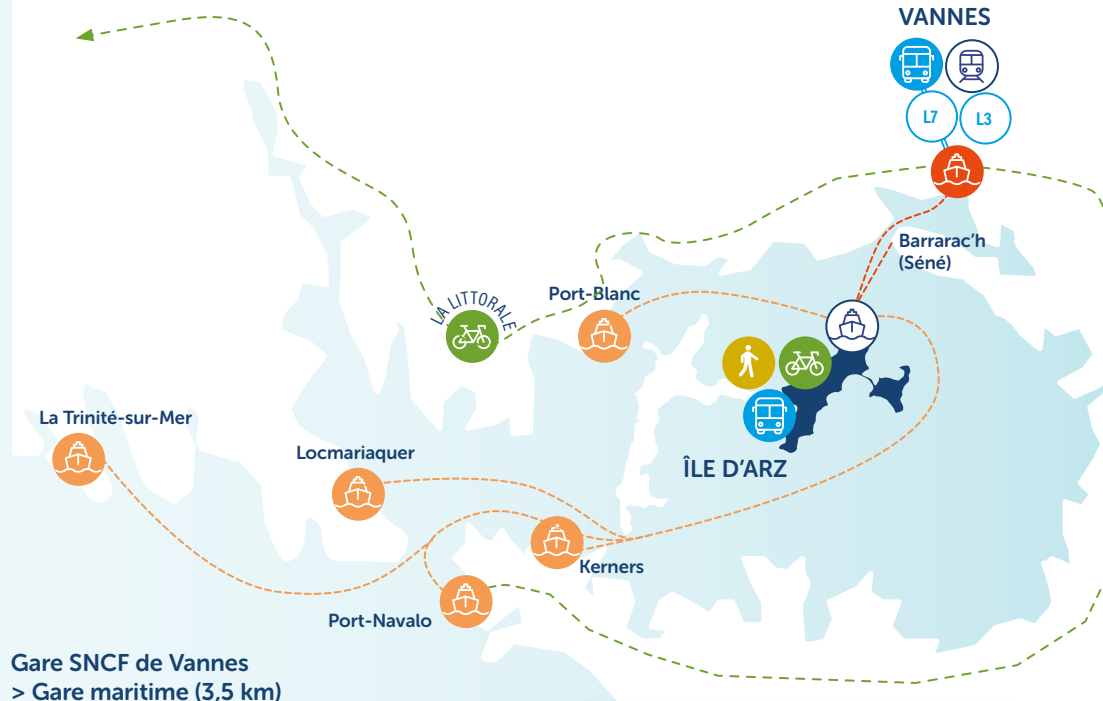 VANNES
L7
L3
Barrarac’h
(Séné)
Port-Blanc
LA LITTORALE
La Trinité-sur-Mer
Locmariaquer
ÎLE D’ARZ
Kerners
Port-Navalo
Gare SNCF de Vannes
> Gare maritime (3,5 km)